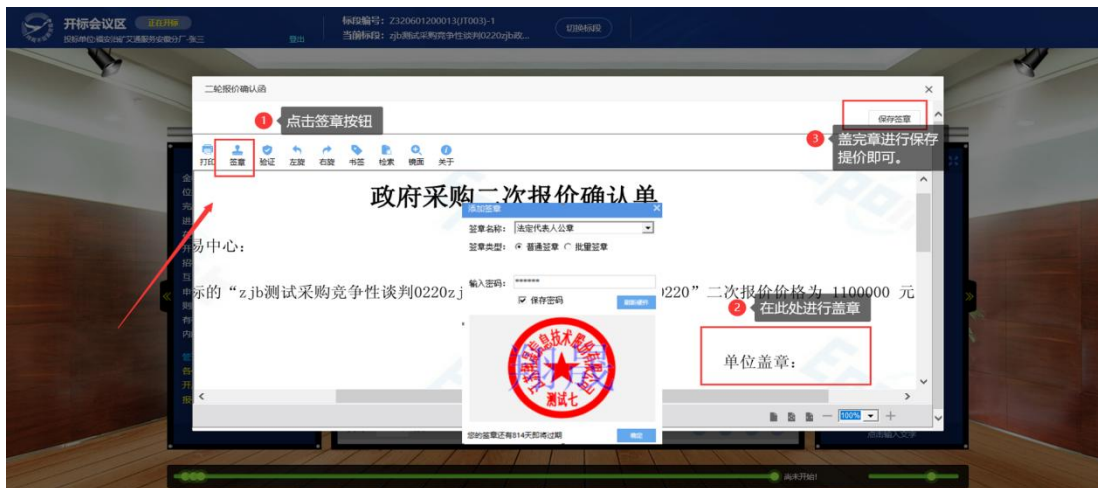 开标会议区 正在开标
标段编号: Z320601200013(JT003)-1
切换标段
登出
当前标段: zjb测试采购竞争性谈判0220zjb政...
二轮报价确认函
×
1 点击签章按钮
保存签章
3 盖完章进行保存
提价即可。
打印 签章 验证 左旋 右旋 书签 检索 镜面 关于
政府采购二次报价确认单
添加签章 ×
签章名称: 法定代表人公章
签章类型: 普通签章 批量签章
易中心:
输入密码: ******
标的“zjb测试采购竞争性谈判0220zj
0220”二次报价价格为 1100000 元
保存密码
2 在此处进行盖章
单位盖章:
测试七
100%
您的签章还有814天即将过期
确定
点击输入文字
尚未开始!